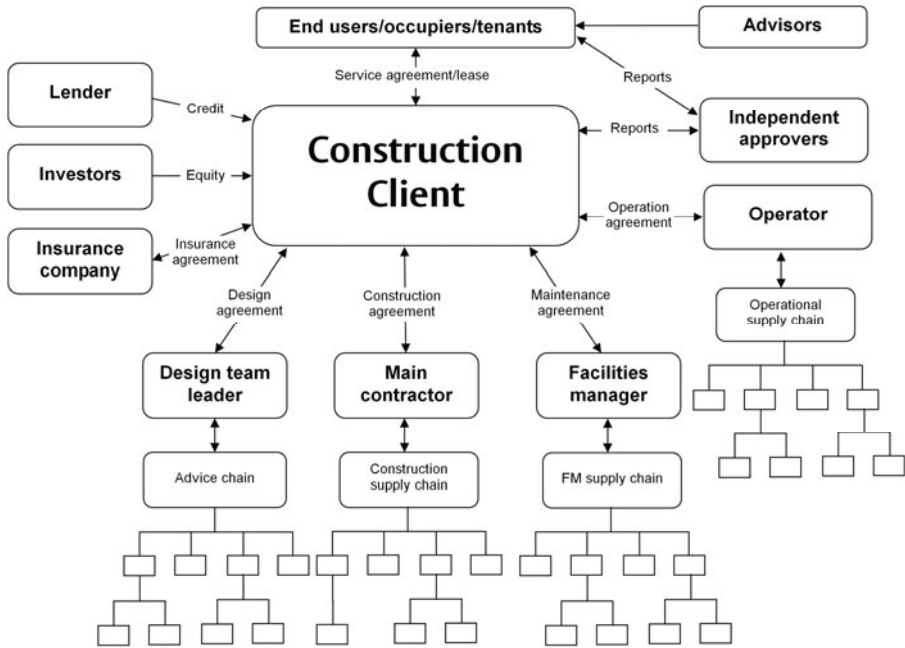 End users/occupiers/tenants
Advisors
Service agreement/lease
Reports
Lender
Credit
Independent
approvers
Reports
Construction
Client
Investors
Equity
Operation
agreement
Operator
Insurance
company
Insurance
agreement
Design
agreement
Construction
agreement
Maintenance
agreement
Operational
supply chain
Design team
leader
Main
contractor
Facilities
manager
Advice chain
Construction
supply chain
FM supply chain